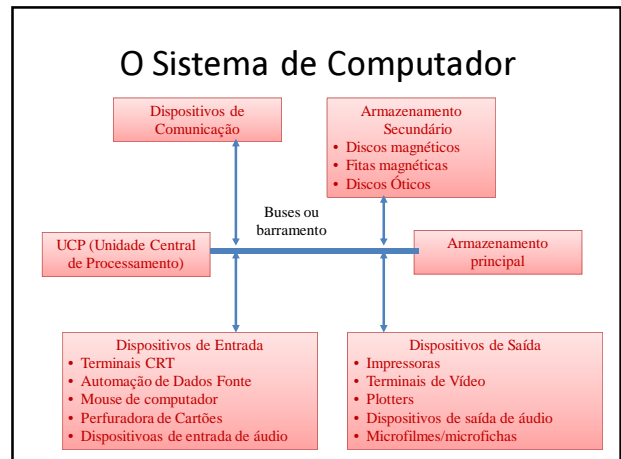 O Sistema de Computador
Dispositivos de
Comunicação
Armazenamento
Secundário
• Discos magnéticos
• Fitas magnéticas
• Discos Óticos
Buses ou
barramento
UCP (Unidade Central
de Processamento)
Armazenamento
principal
Dispositivos de Entrada
• Terminais CRT
• Automação de Dados Fonte
• Mouse de computador
• Perfuradora de Cartões
• Dispositivoas de entrada de áudio
Dispositivos de Saída
• Impressoras
• Terminais de Vídeo
• Plotters
• Dispositivos de saída de áudio
• Microfilmes/microfichas